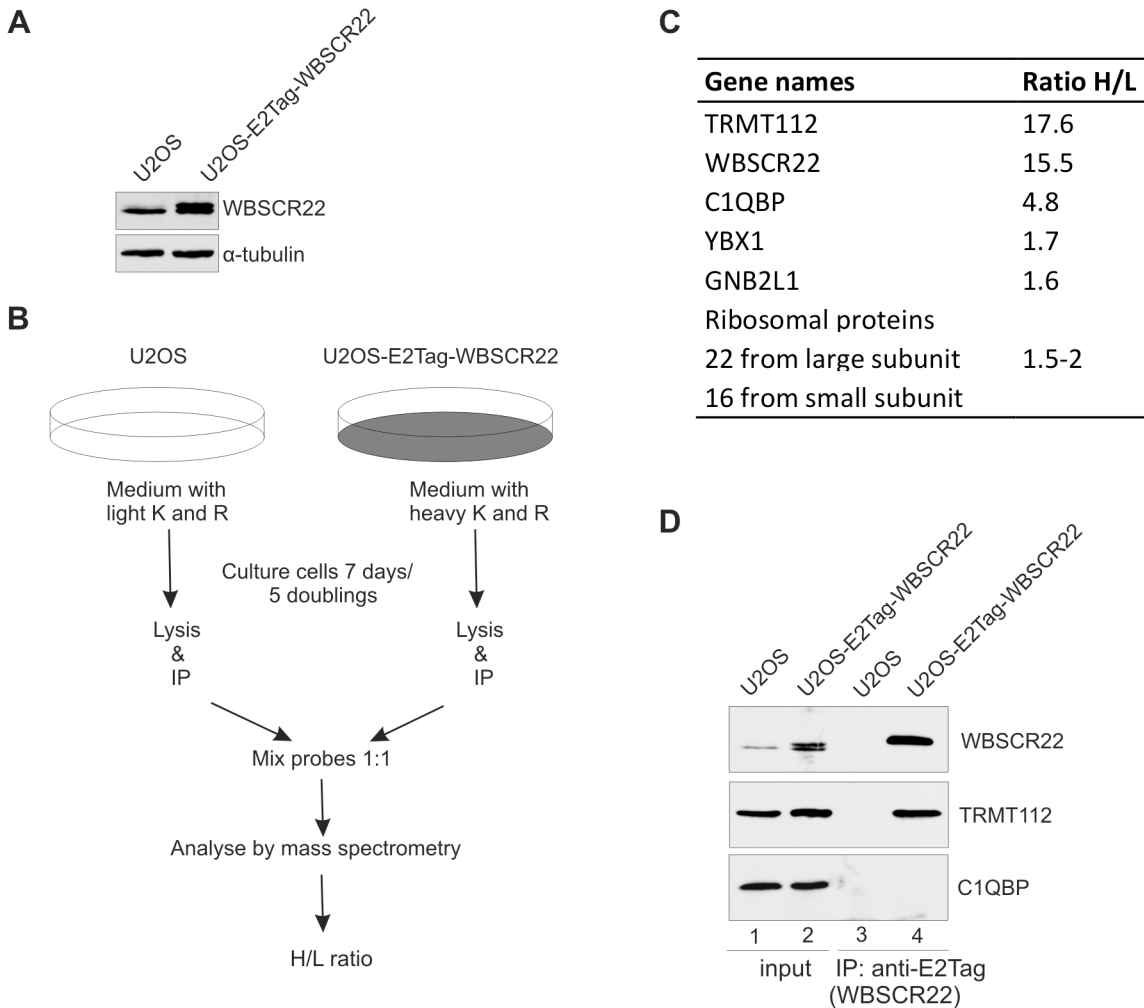 A
U2OS
U2OS-E2Tag-WBSCR22
WBSCR22
α-tubulin
B
U2OS
U2OS-E2Tag-WBSCR22
Medium with
light K and R
Medium with
heavy K and R
Culture cells 7 days/
5 doublings
Lysis
&
IP
Lysis
&
IP
Mix probes 1:1
Analyse by mass spectrometry
H/L ratio
C
Gene names Ratio H/L
TRMT112 17.6
WBSCR22 15.5
C1QBP 4.8
YBX1 1.7
GNB2L1 1.6
Ribosomal proteins
22 from large subunit 1.5-2
16 from small subunit
D
U2OS
U2OS-E2Tag-WBSCR22
U2OS
U2OS-E2Tag-WBSCR22
WBSCR22
TRMT112
C1QBP
1 2 3 4
input IP: anti-E2Tag
(WBSCR22)